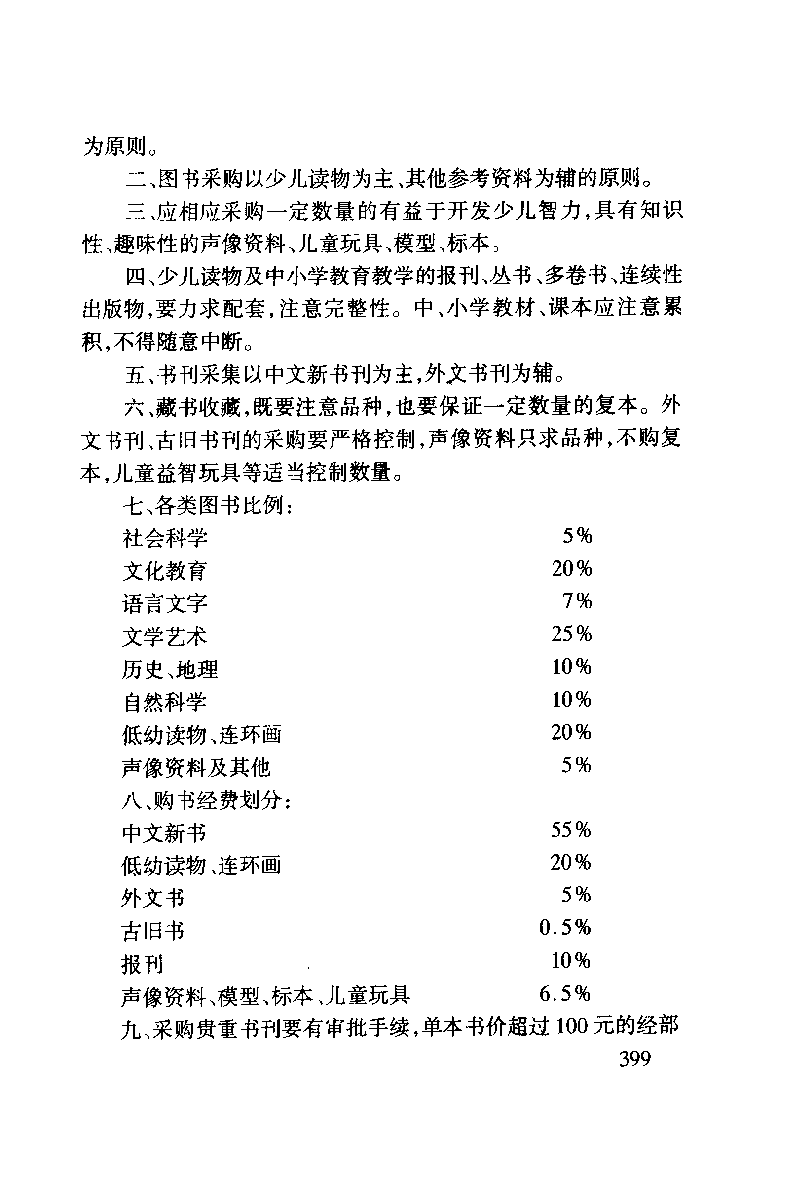 为原则。
二、图书采购以少儿读物为主、其他参考资料为辅的原则。
三、应相应采购一定数量的有益于开发少儿智力,具有知识
性、趣味性的声像资料、儿童玩具、模型、标本。
四、少儿读物及中小学教育教学的报刊、丛书、多卷书、连续性
出版物,要力求配套,注意完整性。中、小学教材、课本应注意累
积,不得随意中断。
五、书刊采集以中文新书刊为主,外文书刊为辅。
六、藏书收藏,既要注意品种,也要保证一定数量的复本。外
文书刊、古旧书刊的采购要严格控制,声像资料只求品种,不购复
本,儿童益智玩具等适当控制数量。
七、各类图书比例:
社会科学 5%
文化教育 20%
语言文字 7%
文学艺术 25%
历史、地理 10%
自然科学 10%
低幼读物、连环画 20%
声像资料及其他 5%
八、购书经费划分:
中文新书 55%
低幼读物、连环画 20%
外文书 5%
古旧书 0.5%
报刊 10%
声像资料、模型、标本、儿童玩具 6.5%
九、采购贵重书刊要有审批手续,单本书价超过100元的经部
399